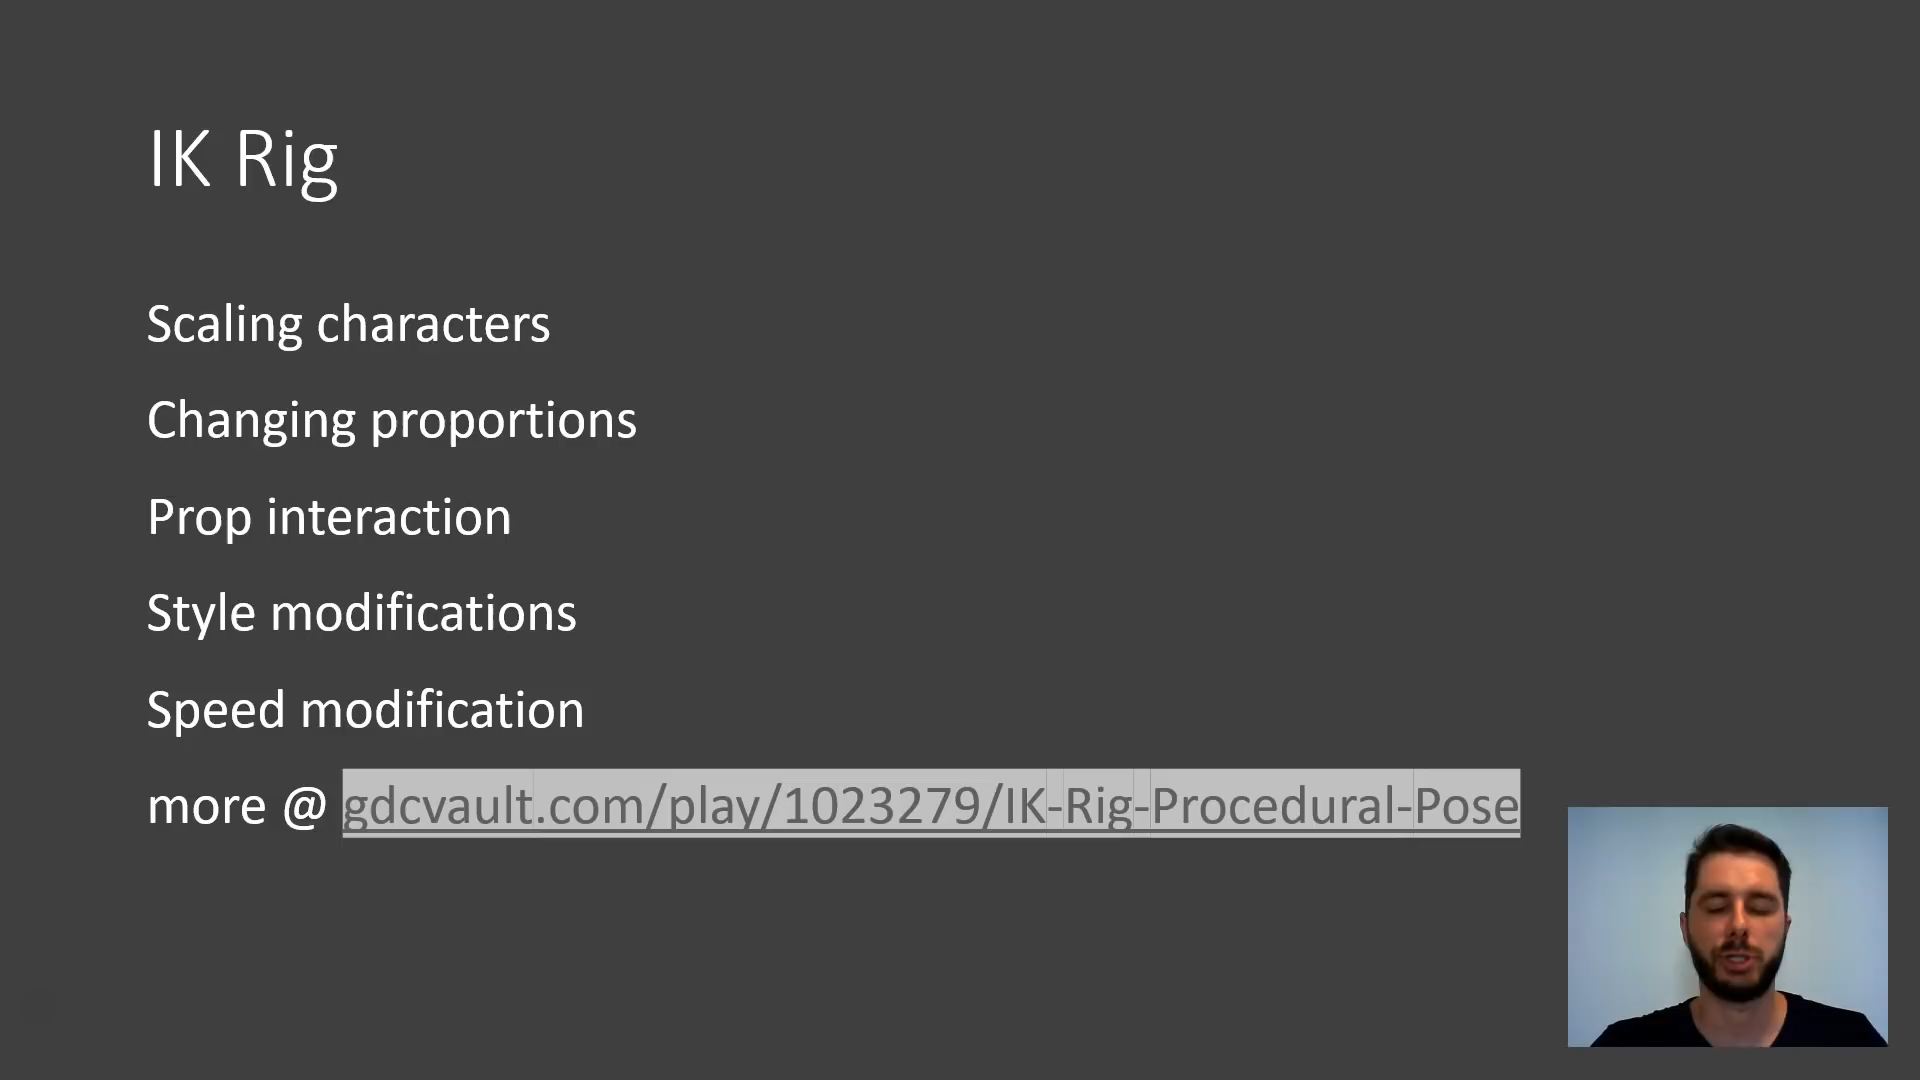 IK Rig
Scaling characters
Changing proportions
Prop interaction
Style modifications
Speed modification
more @ gdcvault.com/play/1023279/IK-Rig-Procedural-Pose